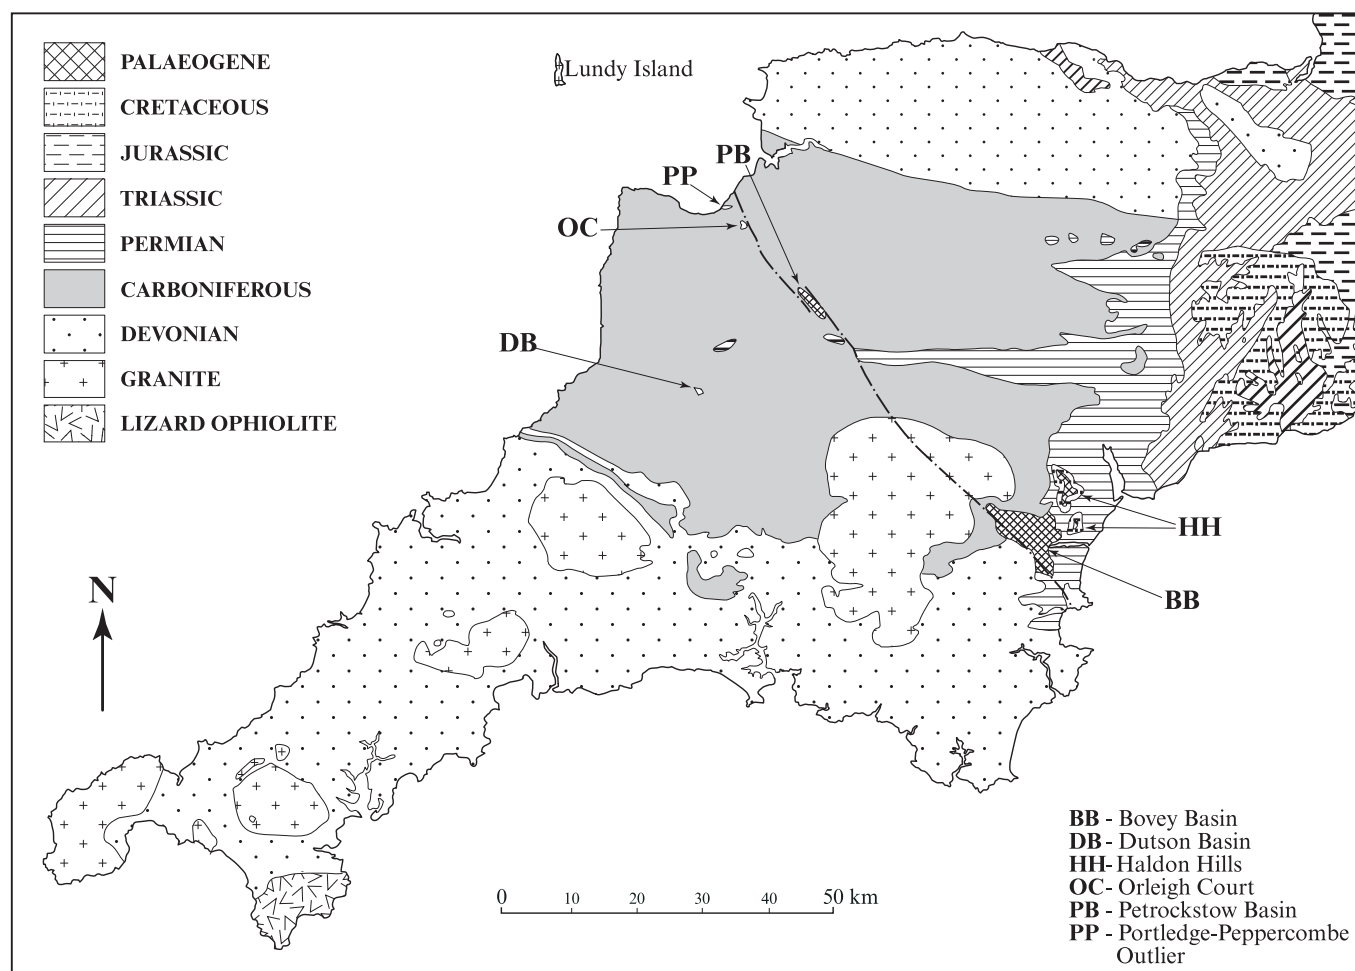 PALAEOGENE
CRETACEOUS
JURASSIC
TRIASSIC
PERMIAN
CARBONIFEROUS
DEVONIAN
GRANITE
LIZARD OPHIOLITE
Lundy Island
PB
PP
OC
DB
HH
BB
N
0 10 20 30 40 50 km
BB - Bovey Basin
DB - Dutson Basin
HH- Haldon Hills
OC- Orleigh Court
PB - Petrockstow Basin
PP - Portledge-Peppercombe
Outlier